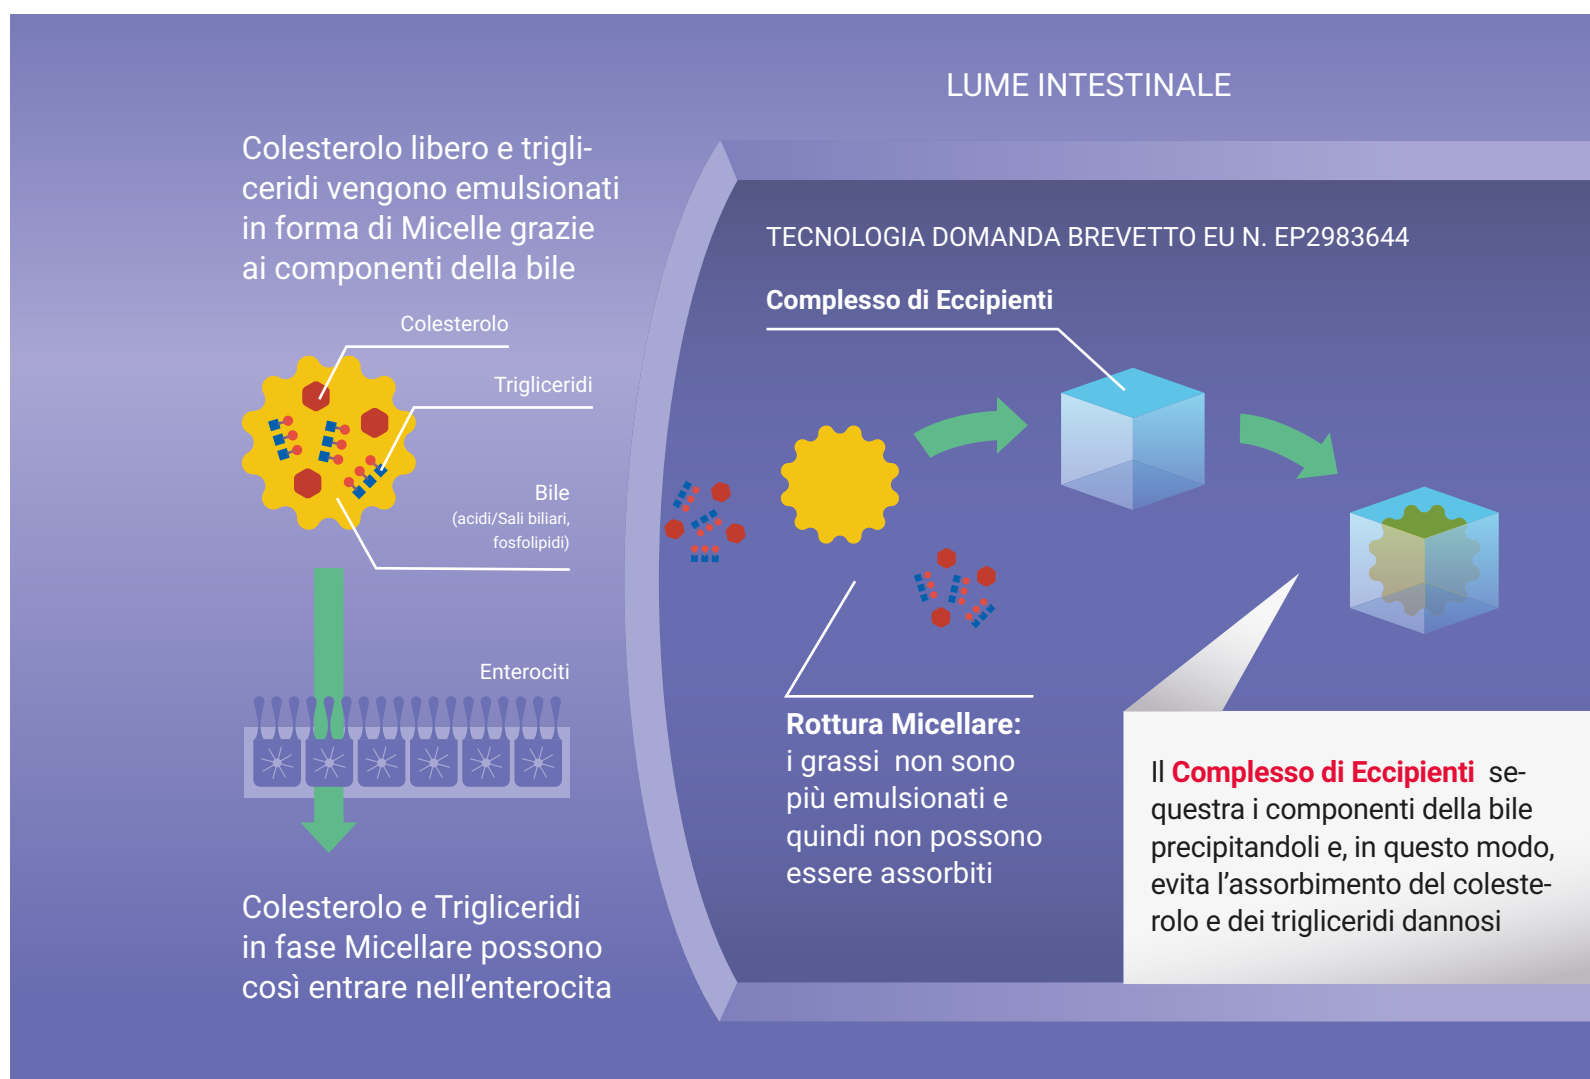 LUME INTESTINALE
Colesterolo libero e trigli-
ceridi vengono emulsionati
in forma di Micelle grazie
ai componenti della bile
Colesterolo
Trigliceridi
Bile
(acidi/Sali biliari,
fosfolipidi)
Enterociti
Colesterolo e Trigliceridi
in fase Micellare possono
così entrare nell'enterocita
TECNOLOGIA DOMANDA BREVETTO EU N. EP2983644
Complesso di Eccipienti
Rottura Micellare:
i grassi non sono
più emulsionati e
quindi non possono
essere assorbiti
Il Complesso di Eccipienti se-
questra i componenti della bile
precipitandoli e, in questo modo,
evita l'assorbimento del coleste-
rolo e dei trigliceridi dannosi